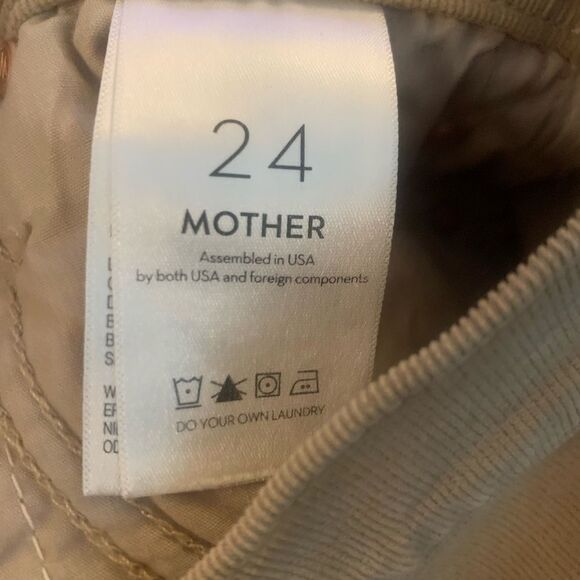 24
MOTHER
Assembled in USA
by both USA and foreign components
DO YOUR OWN LAUNDRY